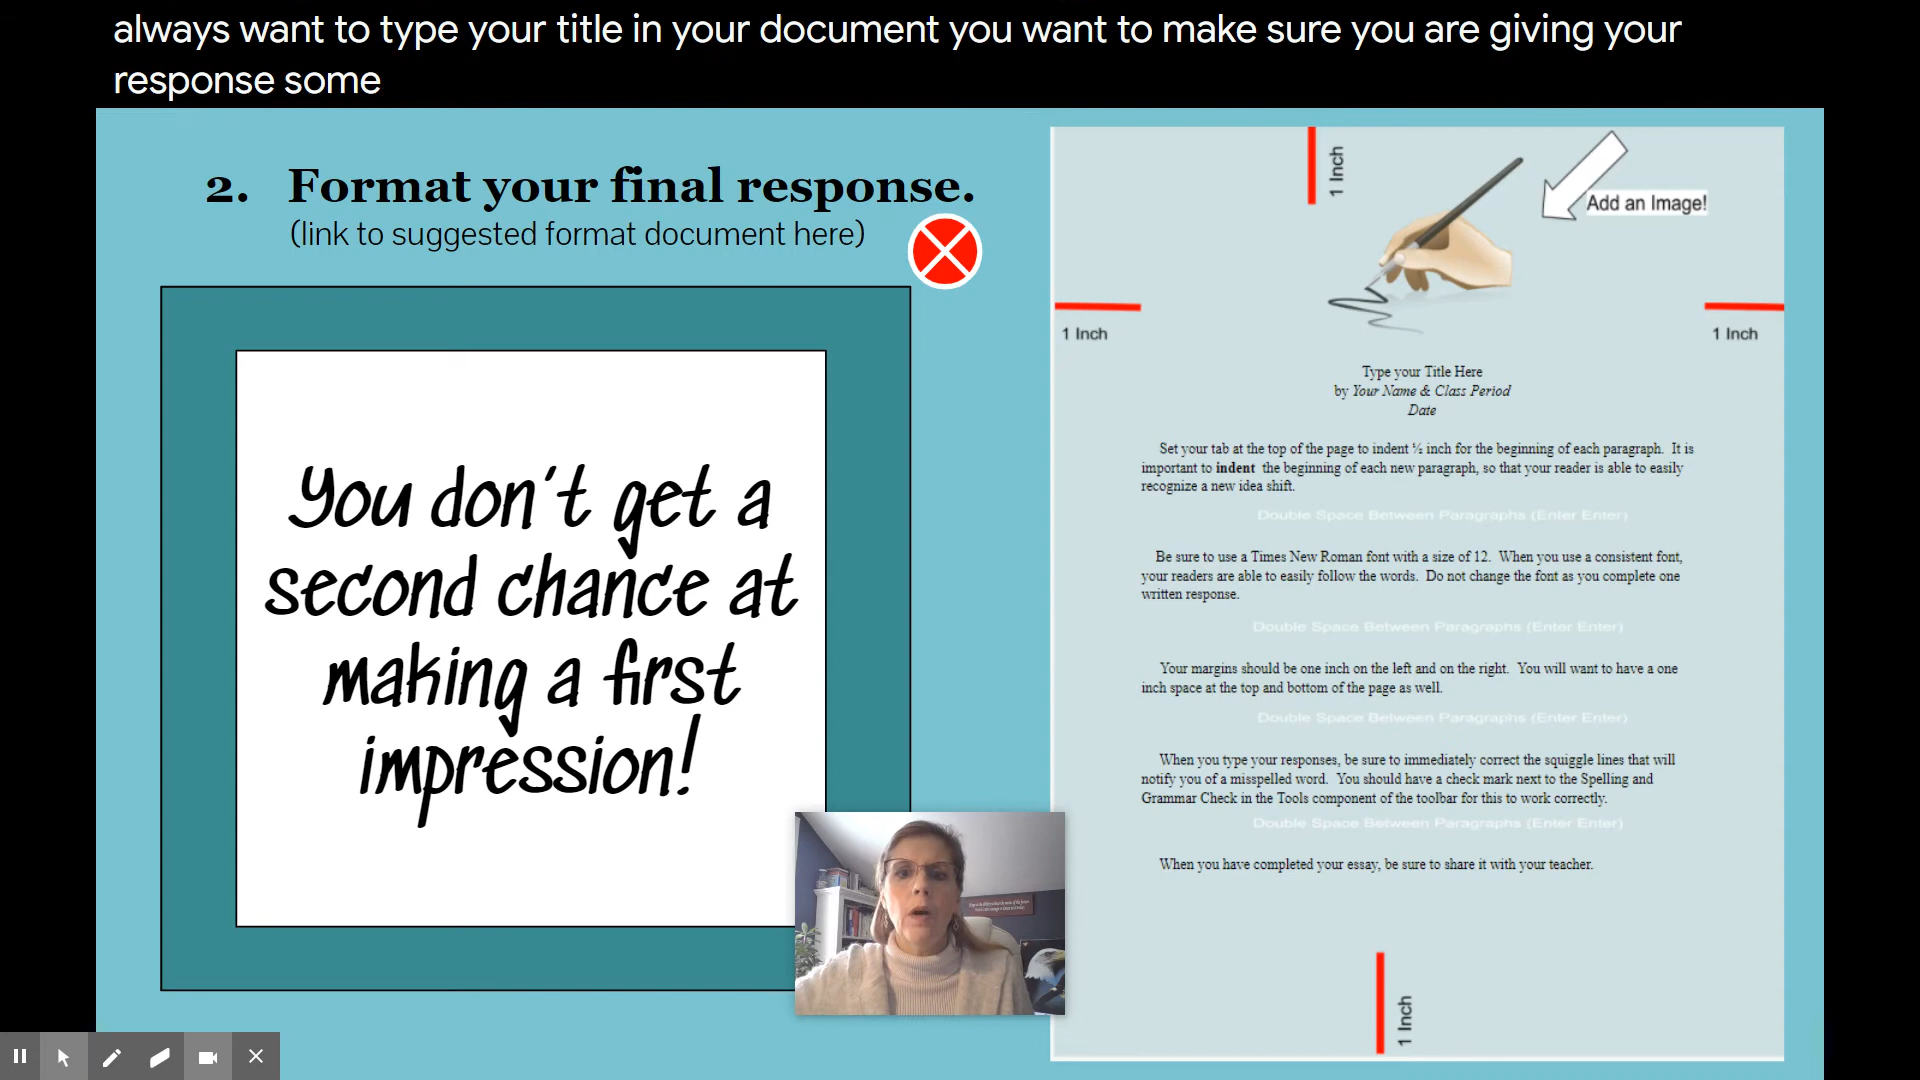 always want to type your title in your document you want to make sure you are giving your
response some
2. Format your final response.
(link to suggested format document here)
You don't get a
second chance at
making a first
impression!
1 Inch
Add an Image!
1 Inch
1 Inch
Type your Title Here
by Your Name & Class Period
Date
Set your tab at the top of the page to indent ½ inch for the beginning of each paragraph. It is
important to indent the beginning of each new paragraph, so that your reader is able to easily
recognize a new idea shift.
Double Space Between Paragraphs (Enter Enter)
Be sure to use a Times New Roman font with a size of 12. When you use a consistent font,
your readers are able to easily follow the words. Do not change the font as you complete one
written response.
Double Space Between Paragraphs (Enter Enter)
Your margins should be one inch on the left and on the right. You will want to have a one
inch space at the top and bottom of the page as well.
Double Space Between Paragraphs (Enter Enter)
When you type your responses, be sure to immediately correct the squiggle lines that will
notify you of a misspelled word. You should have a check mark next to the Spelling and
Grammar Check in the Tools component of the toolbar for this to work correctly.
Double Space Between Paragraphs (Enter Enter)
When you have completed your essay, be sure to share it with your teacher.
1 Inch